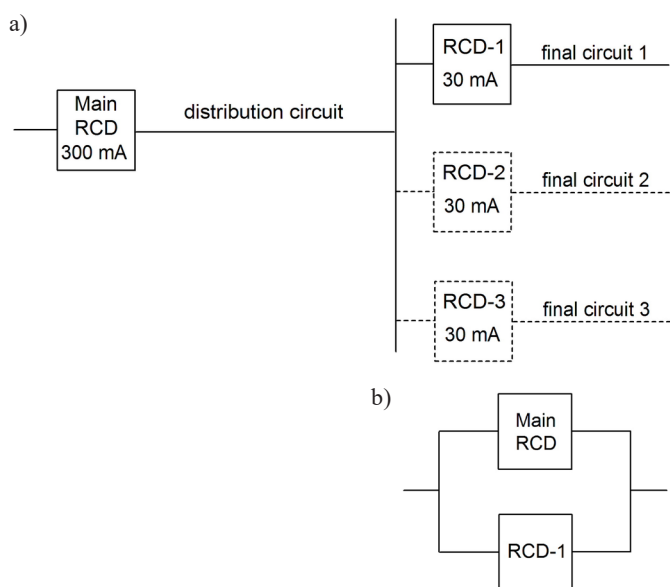 a)
Main
RCD
300 mA
distribution circuit
RCD-1
30 mA
final circuit 1
RCD-2
30 mA
final circuit 2
RCD-3
30 mA
final circuit 3
b)
Main
RCD
RCD-1